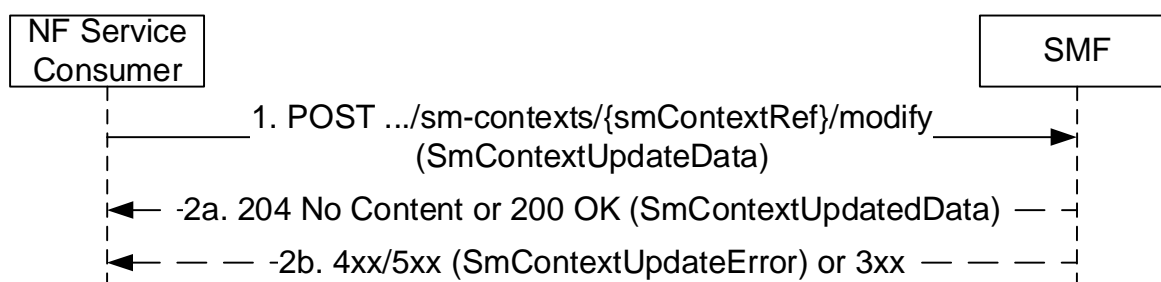 NF Service
Consumer
SMF
1. POST .../sm-contexts/{smContextRef}/modify
(SmContextUpdateData)
2a. 204 No Content or 200 OK (SmContextUpdatedData)
2b. 4xx/5xx (SmContextUpdateError) or 3xx